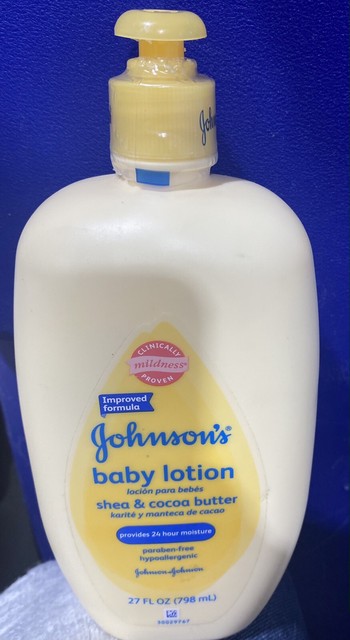 Joh
CLINICALLY
mildness®
PROVEN
Improved
formula
Johnson's®
baby lotion
loción para bebés
shea & cocoa butter
karité y manteca de cacao
provides 24 hour moisture
paraben-free
hypoallergenic
Johnson & Johnson
27 FL OZ (798 mL)